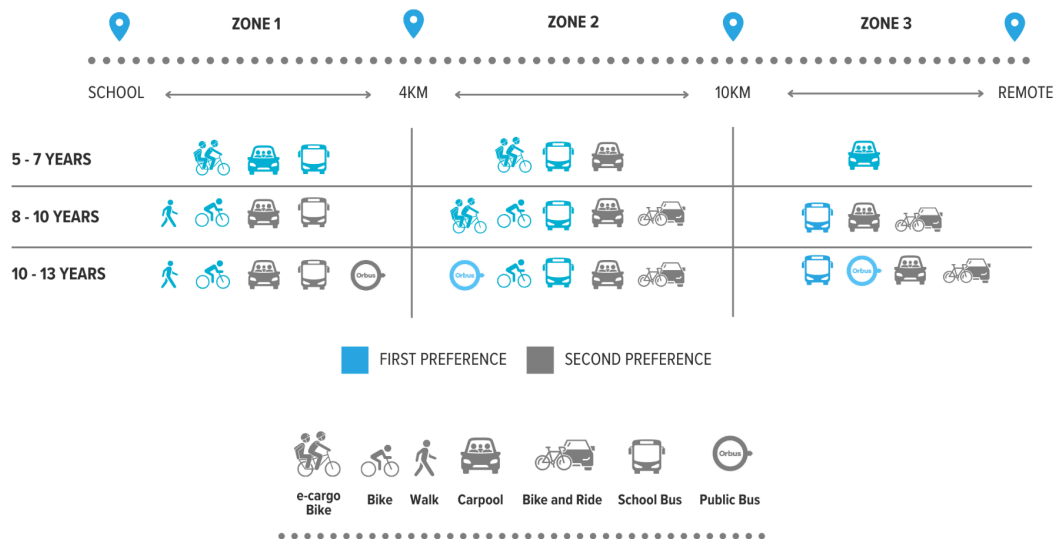 ZONE 1
ZONE 2
ZONE 3
SCHOOL
4KM
10KM
REMOTE
5 - 7 YEARS
8 - 10 YEARS
10 - 13 YEARS
Orbus
Orbus
Orbus
FIRST PREFERENCE
SECOND PREFERENCE
Orbus
e-cargo
Bike
Bike
Walk
Carpool
Bike and Ride
School Bus
Public Bus